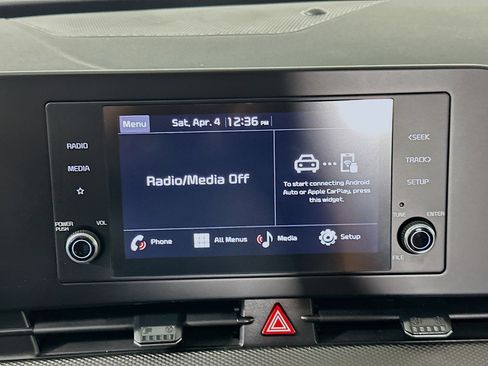 Menu
Sat, Apr. 4 12:36 PM
RADIO
MEDIA
Radio/Media Off
To start connecting Android
Auto or Apple CarPlay, press
this widget.
Phone
All Menus
Media
Setup
<SEEK
TRACK>
SETUP
POWER
PUSH
VOL
TUNE
ENTER
FILE